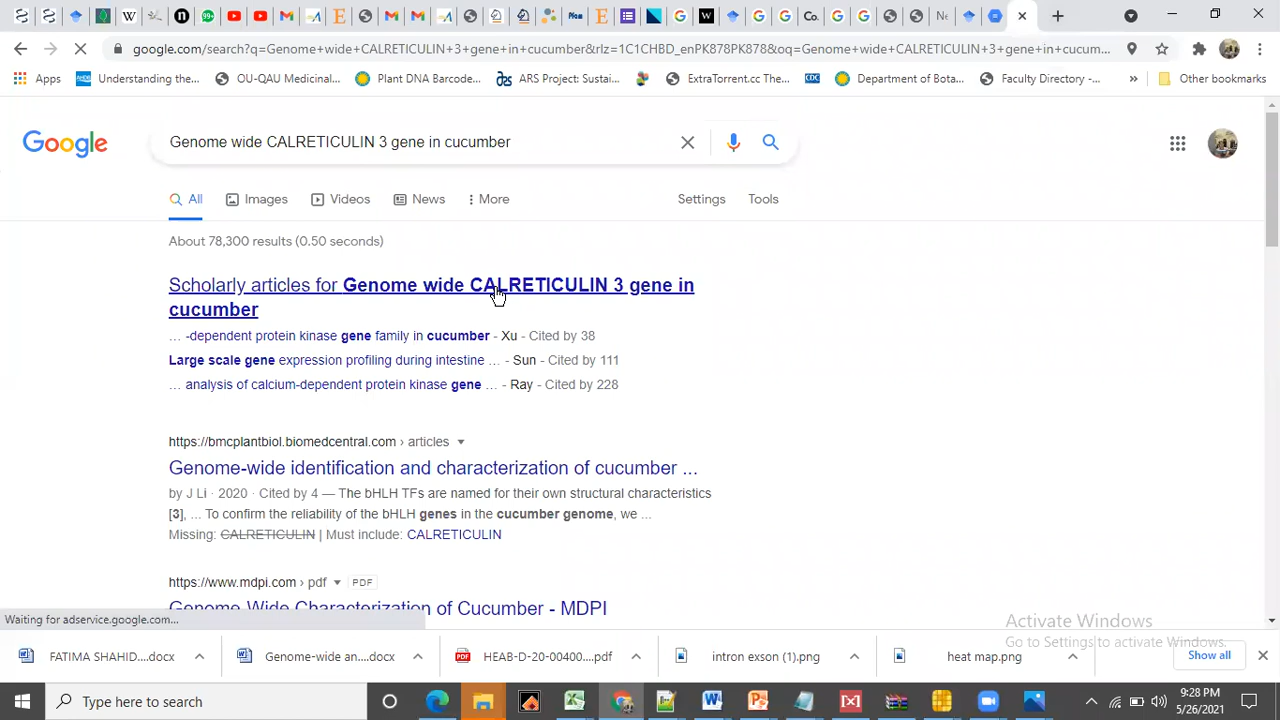 google.com/search?q=Genome+wide+CALRETICULIN+3+gene+in+cucumber&rlz=1C1CHBD_enPK878PK878&oq=Genome+wide+CALRETICULIN+3+gene+in+cucum...
Apps Understanding the... OU-QAU Medicinal... Plant DNA Barcode... ARS Project: Sustai... ExtraTorrent.cc The... CDC Department of Bota... Faculty Directory -... » Other bookmarks
Google Genome wide CALRETICULIN 3 gene in cucumber
All Images Videos News More Settings Tools
About 78,300 results (0.50 seconds)
Scholarly articles for Genome wide CALRETICULIN 3 gene in
cucumber
... -dependent protein kinase gene family in cucumber - Xu - Cited by 38
Large scale gene expression profiling during intestine ... - Sun - Cited by 111
... analysis of calcium-dependent protein kinase gene ... - Ray - Cited by 228
https://bmcplantbiol.biomedcentral.com › articles
Genome-wide identification and characterization of cucumber ...
by J Li · 2020 · Cited by 4 — The bHLH TFs are named for their own structural characteristics
[3], ... To confirm the reliability of the bHLH genes in the cucumber genome, we ...
Missing: CALRETICULIN | Must include: CALRETICULIN
https://www.mdpi.com › pdf PDF
Genome-Wide Characterization of Cucumber - MDPI
Waiting for adservice.google.com...
Activate Windows
Go to Settings to activate Windows.
FATIMA SHAHID.docx Genome-wide an....docx HEAPD-20-00400....pdf intron exson (1).png heat map.png Show all
Type here to search
9:28 PM
5/26/2021